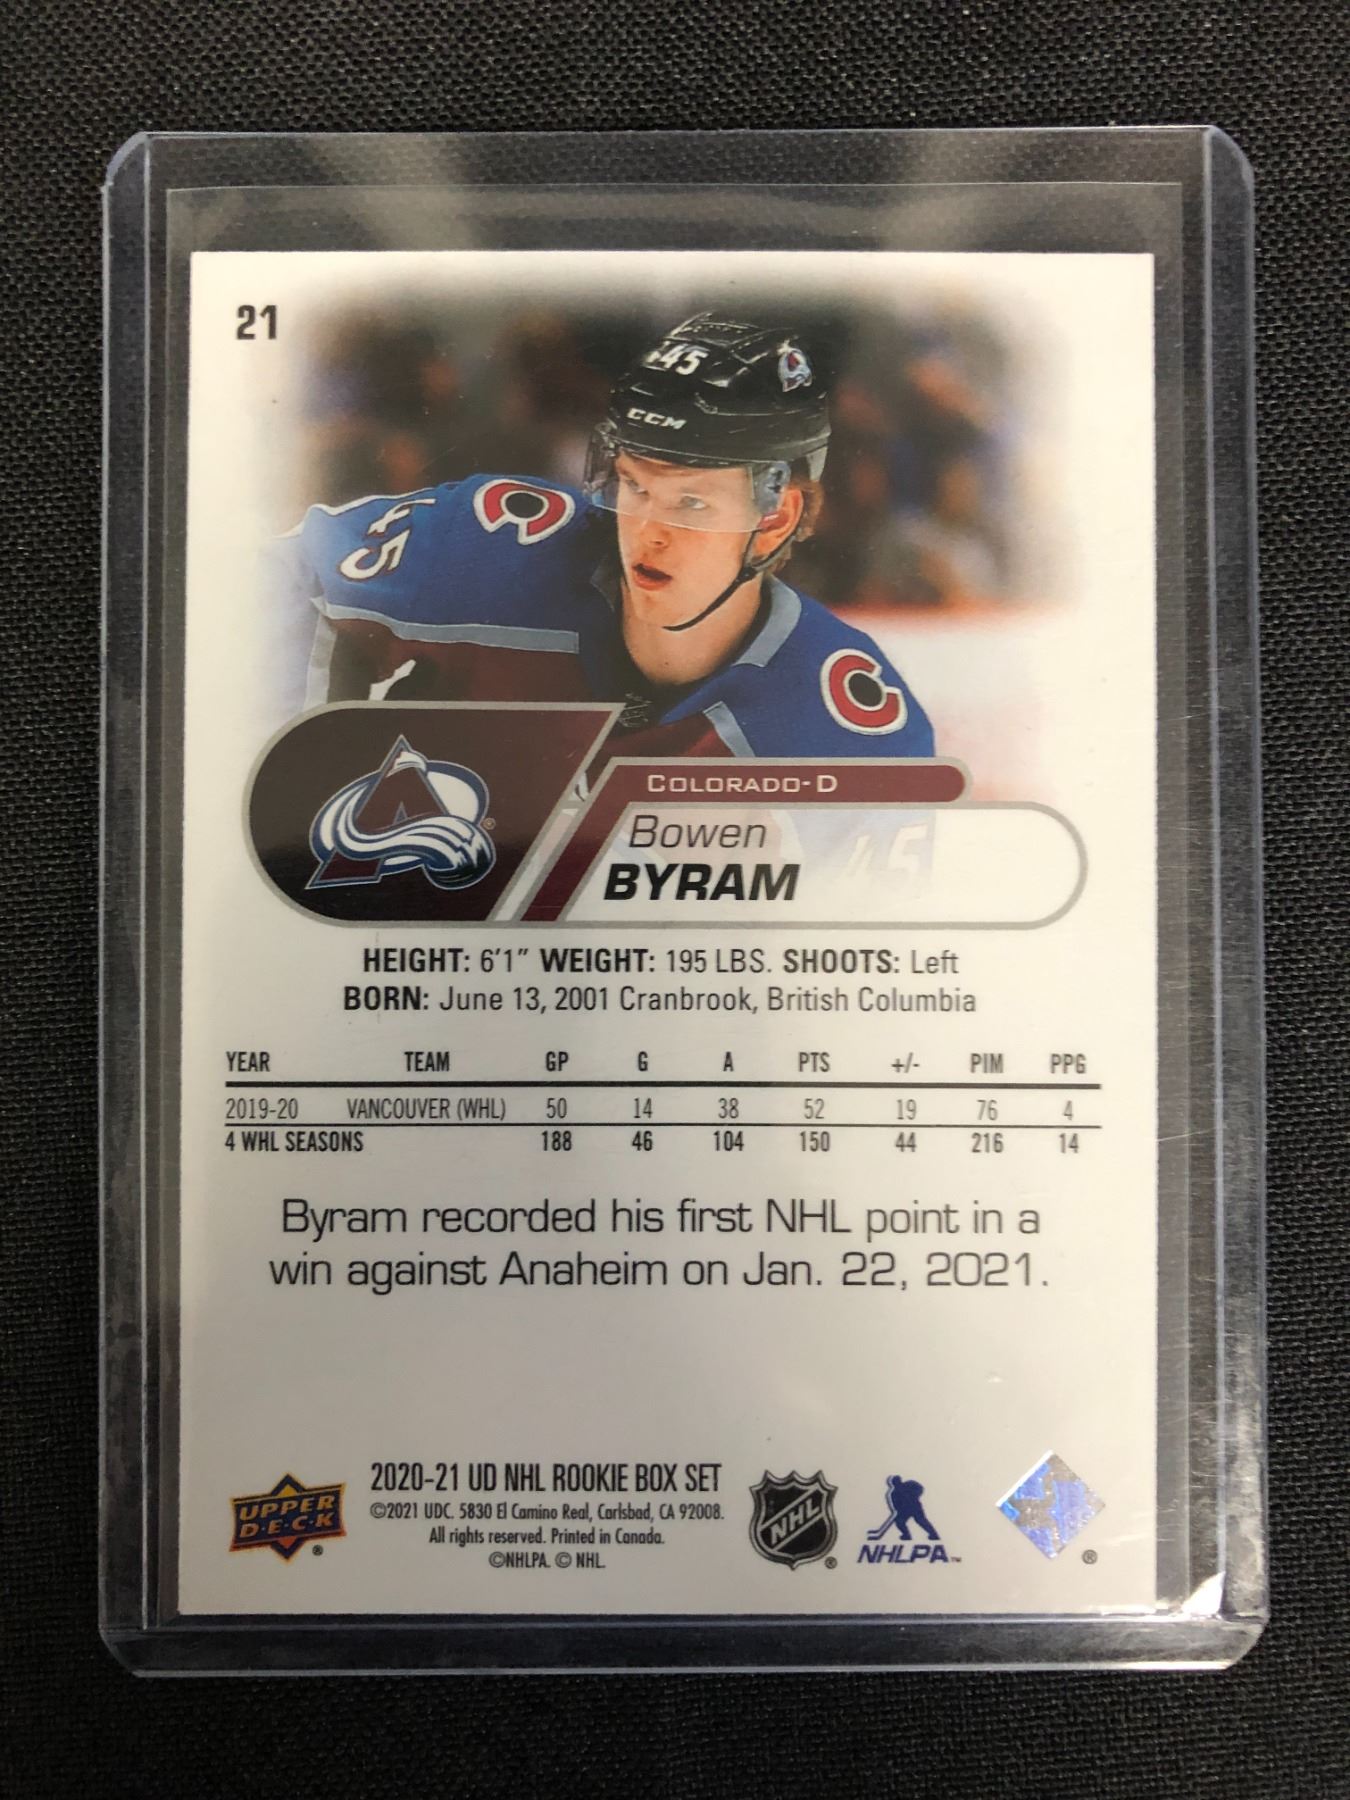 21
45
CCM
45
C
C
COLORADO-D
Bowen
BYRAM
45
A
®
HEIGHT: 6'1" WEIGHT: 195 LBS. SHOOTS: Left
BORN: June 13, 2001 Cranbrook, British Columbia
YEAR TEAM GP G A PTS +/- PIM PPG
2019-20 VANCOUVER (WHL) 50 14 38 52 19 76 4
4 WHL SEASONS 188 46 104 150 44 216 14
Byram recorded his first NHL point in a
win against Anaheim on Jan. 22, 2021.
UPPER
D·E·C·K
®
2020-21 UD NHL ROOKIE BOX SET
©2021 UDC. 5830 El Camino Real, Carlsbad, CA 92008.
All rights reserved. Printed in Canada.
©NHLPA. © NHL.
NHL
®
NHLPA™
®